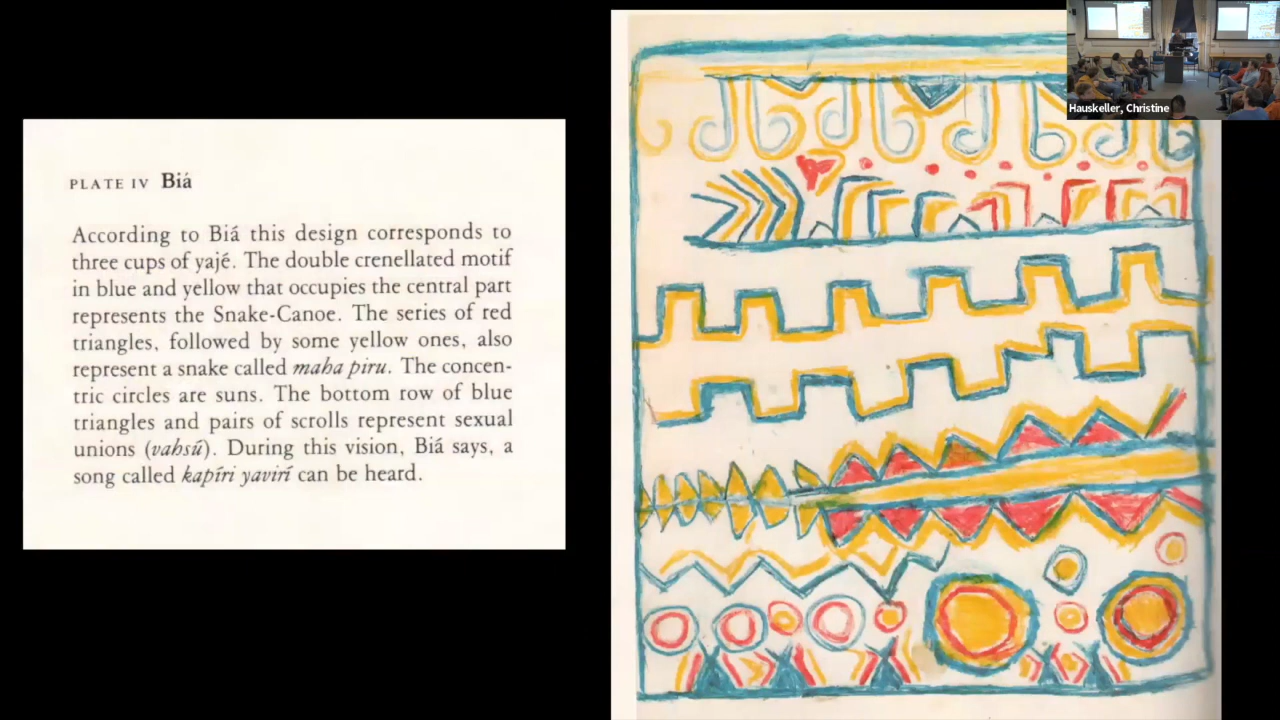 PLATE IV Biá
According to Biá this design corresponds to
three cups of yajé. The double crenellated motif
in blue and yellow that occupies the central part
represents the Snake-Canoe. The series of red
triangles, followed by some yellow ones, also
represent a snake called maha piru. The concen-
tric circles are suns. The bottom row of blue
triangles and pairs of scrolls represent sexual
unions (vahsú). During this vision, Biá says, a
song called kapíri yavirí can be heard.
Hauskeller, Christine